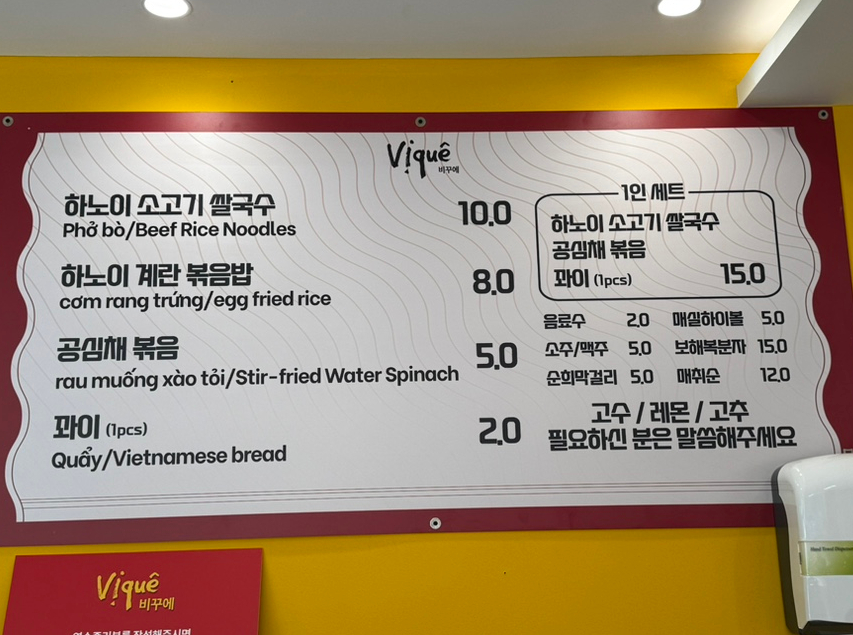 Vịquê
비꾸에
하노이 소고기 쌀국수 10.0
Phở bò/Beef Rice Noodles
하노이 계란 볶음밥 8.0
cơm rang trứng/egg fried rice
공심채 볶음 5.0
rau muống xào tỏi/Stir-fried Water Spinach
꽈이 (1pcs) 2.0
Quẩy/Vietnamese bread
1인 세트
하노이 소고기 쌀국수
공심채 볶음
꽈이 (1pcs) 15.0
음료수 2.0 매실하이볼 5.0
소주/맥주 5.0 보해복분자 15.0
순희막걸리 5.0 매취순 12.0
고수 / 레몬 / 고추
필요하신 분은 말씀해주세요
Vịquê
비꾸에